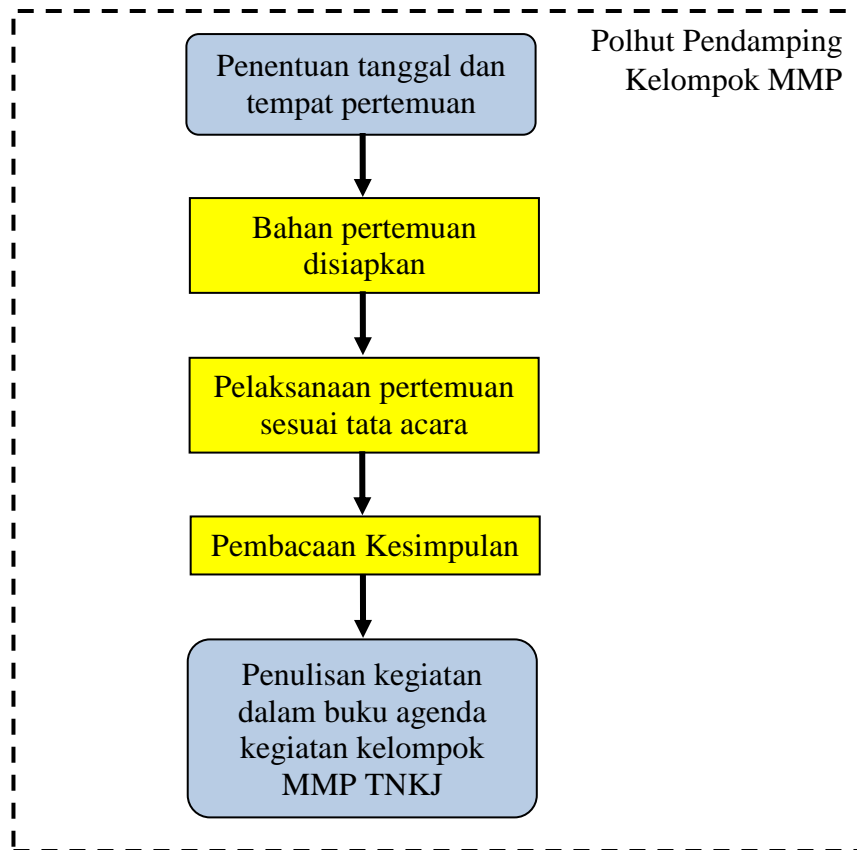 Polhut Pendamping
Kelompok MMP
Penentuan tanggal dan
tempat pertemuan
Bahan pertemuan
disiapkan
Pelaksanaan pertemuan
sesuai tata acara
Pembacaan Kesimpulan
Penulisan kegiatan
dalam buku agenda
kegiatan kelompok
MMP TNKJ